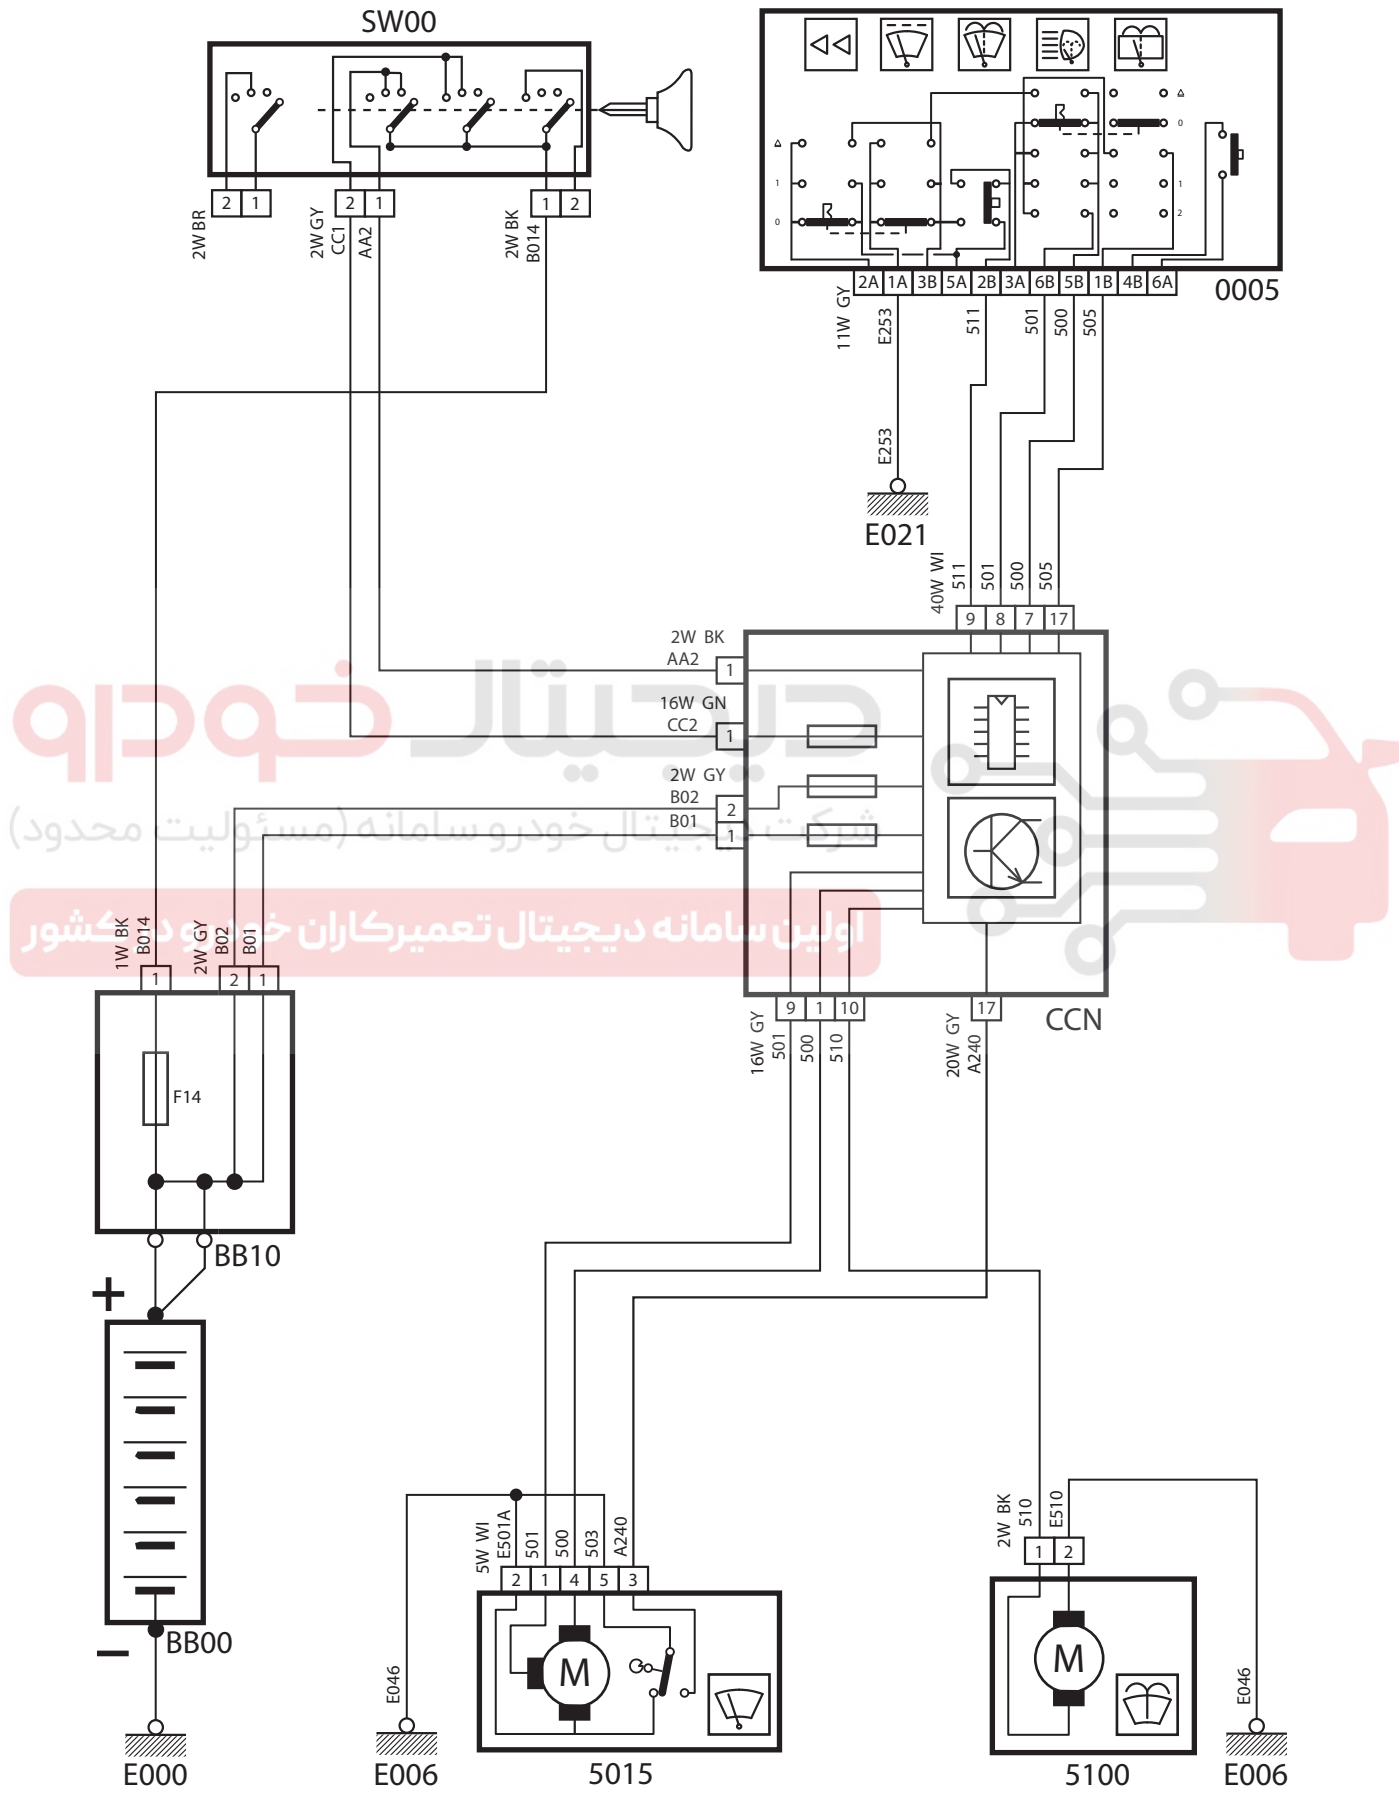 SW00
2 1
2W BR
2 1
2W GY
CC1
AA2
1 2
2W BK
B014
△
1
0
△
0
1
2
2A 1A 3B 5A 2B 3A 6B 5B 1B 4B 6A
0005
11W GY
E253
511
501
500
505
E253
E021
40W WI
511
501
500
505
9 8 7 17
2W BK
AA2
1
16W GN
CC2
1
2W GY
B02
2
B01
1
دیجیتال خودرو
شرکت دیجیتال خودرو سامانه (مسئولیت محدود)
اولین سامانه دیجیتال تعمیرکاران خودرو در کشور
9 1 10
17
CCN
16W GY
501
500
510
20W GY
A240
1W BK
B014
2W GY
B02
B01
1
2 1
F14
BB10
+
BB00
−
E000
5W WI
E501A
501
500
503
A240
2 1 4 5 3
M
E046
E006
5015
2W BK
510
E510
1 2
M
5100
E046
E006